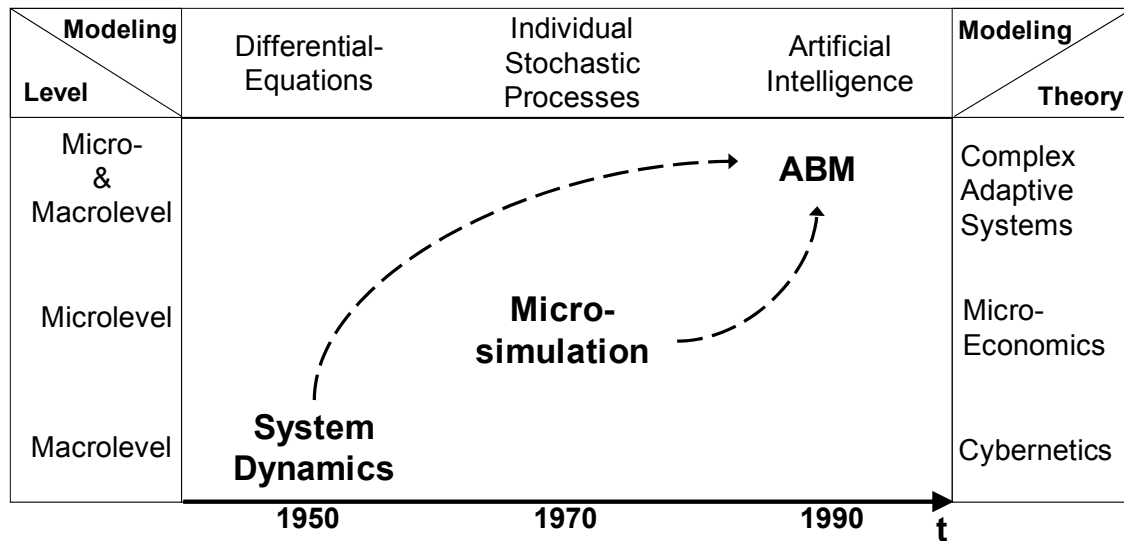 Modeling
Level
Differential-
Equations
Individual
Stochastic
Processes
Artificial
Intelligence
Modeling
Theory
Micro-
&
Macrolevel
ABM
Complex
Adaptive
Systems
Microlevel
Micro-
simulation
Micro-
Economics
Macrolevel
System
Dynamics
Cybernetics
1950
1970
1990
t